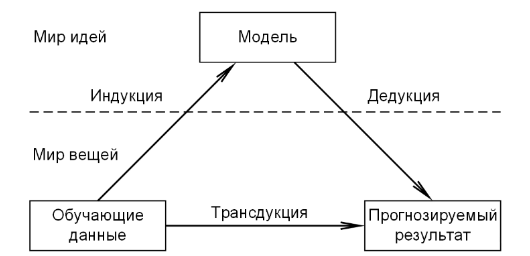 Мир идей
Модель
Индукция
Дедукция
Мир вещей
Обучающие
данные
Трансдукция
Прогнозируемый
результат